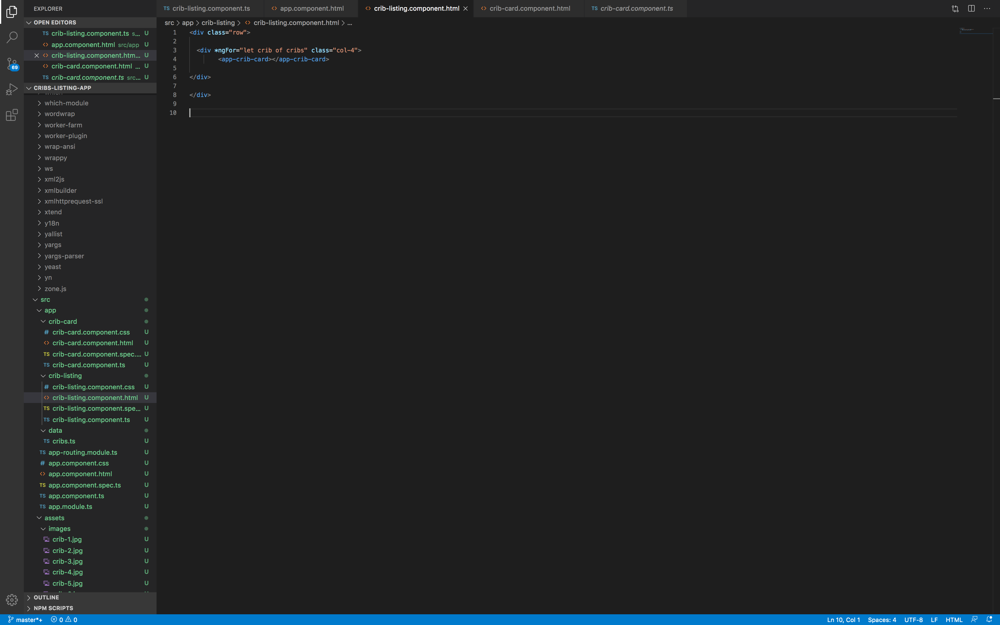 EXPLORER
OPEN EDITORS
TS crib-listing.component.ts s... U
<> app.component.html src/app U
<> crib-listing.component.htm... U
<> crib-card.component.html ... U
TS crib-card.component.ts src... U
CRIBS-LISTING-APP
which-module
wordwrap
worker-farm
worker-plugin
wrap-ansi
wrappy
ws
xml2js
xmlbuilder
xmlhttprequest-ssl
xtend
y18n
yallist
yargs
yargs-parser
yeast
yn
zone.js
src
app
crib-card
# crib-card.component.css U
<> crib-card.component.html U
TS crib-card.component.spec.... U
TS crib-card.component.ts U
crib-listing
# crib-listing.component.css U
<> crib-listing.component.html U
TS crib-listing.component.spe... U
TS crib-listing.component.ts U
data
TS cribs.ts U
TS app-routing.module.ts U
# app.component.css U
<> app.component.html U
TS app.component.spec.ts U
TS app.component.ts U
TS app.module.ts U
assets
images
crib-1.jpg U
crib-2.jpg U
crib-3.jpg U
crib-4.jpg U
crib-5.jpg U
OUTLINE
NPM SCRIPTS
69
TS crib-listing.component.ts <> app.component.html <> crib-listing.component.html <> crib-card.component.html TS crib-card.component.ts
src > app > crib-listing > <> crib-listing.component.html > ...
1 <div class="row">
2
3 <div *ngFor="let crib of cribs" class="col-4">
4 <app-crib-card></app-crib-card>
5
6 </div>
7
8 </div>
9
10
master*+ 0 0 Ln 10, Col 1 Spaces: 4 UTF-8 LF HTML